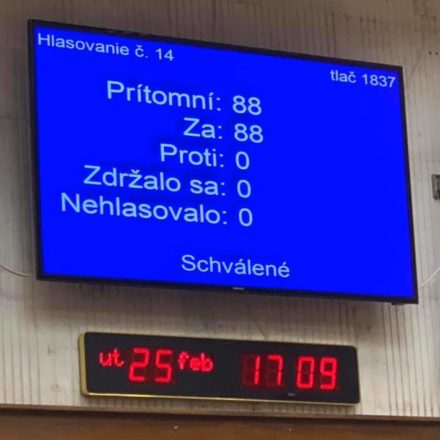 Hlasovanie č. 14
tlač 1837
Prítomní: 88
Za: 88
Proti: 0
Zdržalo sa: 0
Nehlasovalo: 0
Schválené
ut 25 feb 17 09